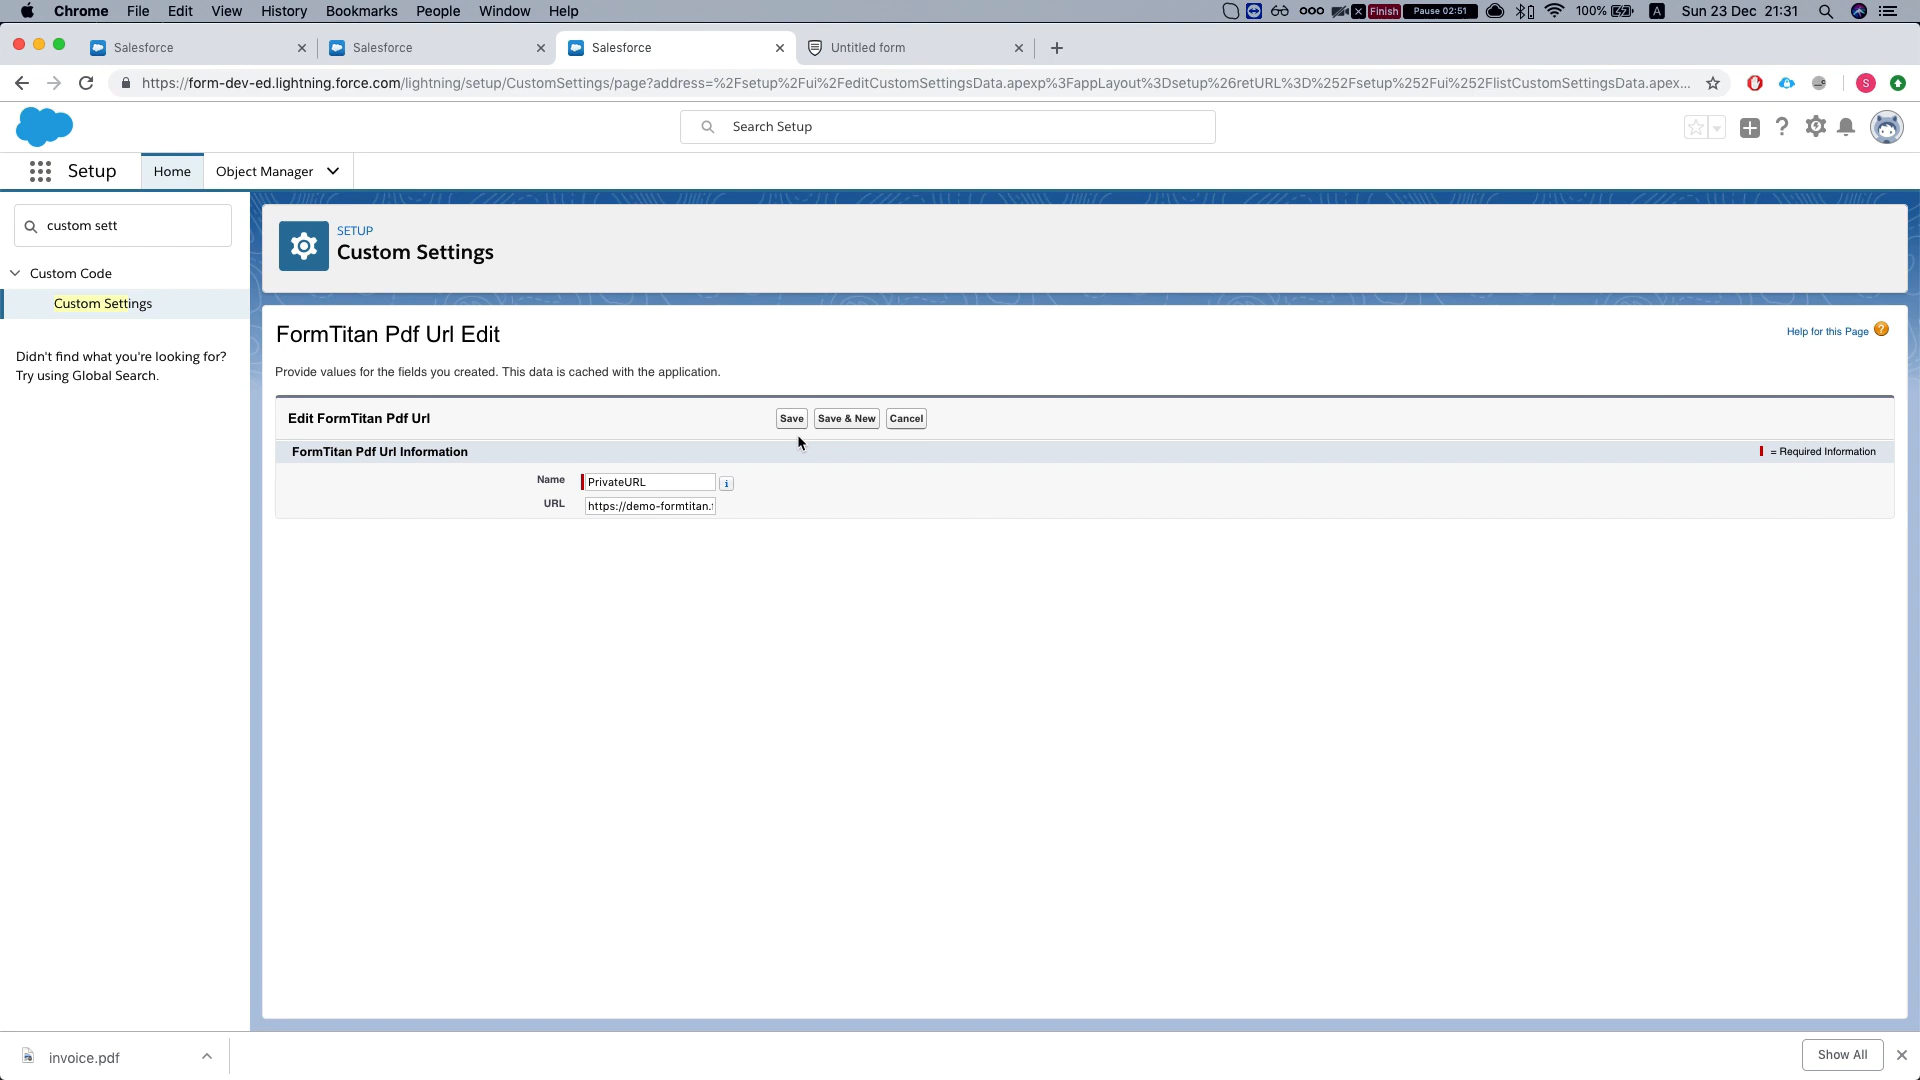 Chrome File Edit View History Bookmarks People Window Help
Finish Pause 02:51 100% A Sun 23 Dec 21:31
Salesforce
Salesforce
Salesforce
Untitled form
https://form-dev-ed.lightning.force.com/lightning/setup/CustomSettings/page?address=%2Fsetup%2Fui%2FeditCustomSettingsData.apexp%3FappLayout%3Dsetup%26retURL%3D%252Fsetup%252Fui%252FlistCustomSettingsData.apex...
S
Search Setup
Setup Home Object Manager
custom sett
Custom Code
Custom Settings
Didn't find what you're looking for?
Try using Global Search.
SETUP
Custom Settings
FormTitan Pdf Url Edit
Help for this Page ?
Provide values for the fields you created. This data is cached with the application.
Edit FormTitan Pdf Url Save Save & New Cancel
FormTitan Pdf Url Information = Required Information
Name PrivateURL i
URL https://demo-formtitan.
invoice.pdf
Show All